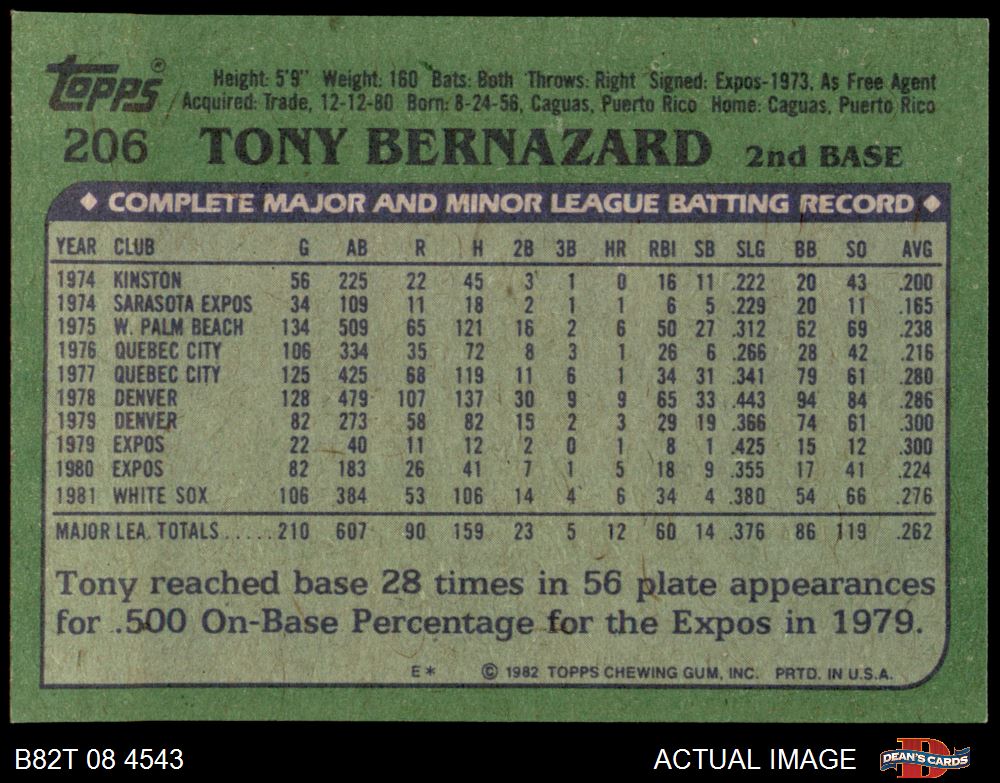 Topps®
Height: 5'9" Weight: 160 Bats: Both Throws: Right Signed: Expos-1973, As Free Agent
Acquired: Trade, 12-12-80 Born: 8-24-56, Caguas, Puerto Rico Home: Caguas, Puerto Rico
206 TONY BERNAZARD 2nd BASE
♦ COMPLETE MAJOR AND MINOR LEAGUE BATTING RECORD ♦
YEAR CLUB G AB R H 2B 3B HR RBI SB SLG BB SO AVG
1974 KINSTON 56 225 22 45 3 1 0 16 11 .222 20 43 .200
1974 SARASOTA EXPOS 34 109 11 18 2 1 1 6 5 .229 20 11 .165
1975 W. PALM BEACH 134 509 65 121 16 2 6 50 27 .312 62 69 .238
1976 QUEBEC CITY 106 334 35 72 8 3 1 26 6 .266 28 42 .216
1977 QUEBEC CITY 125 425 68 119 11 6 1 34 31 .341 79 61 .280
1978 DENVER 128 479 107 137 30 9 9 65 33 .443 94 84 .286
1979 DENVER 82 273 58 82 15 2 3 29 19 .366 74 61 .300
1979 EXPOS 22 40 11 12 2 0 1 8 1 .425 15 12 .300
1980 EXPOS 82 183 26 41 7 1 5 18 9 .355 17 41 .224
1981 WHITE SOX 106 384 53 106 14 4 6 34 4 .380 54 66 .276
MAJOR LEA. TOTALS.....210 607 90 159 23 5 12 60 14 .376 86 119 .262
Tony reached base 28 times in 56 plate appearances
for .500 On-Base Percentage for the Expos in 1979.
E* © 1982 TOPPS CHEWING GUM, INC. PRTD. IN U.S.A.
B82T 08 4543 ACTUAL IMAGE DEAN'S CARDS